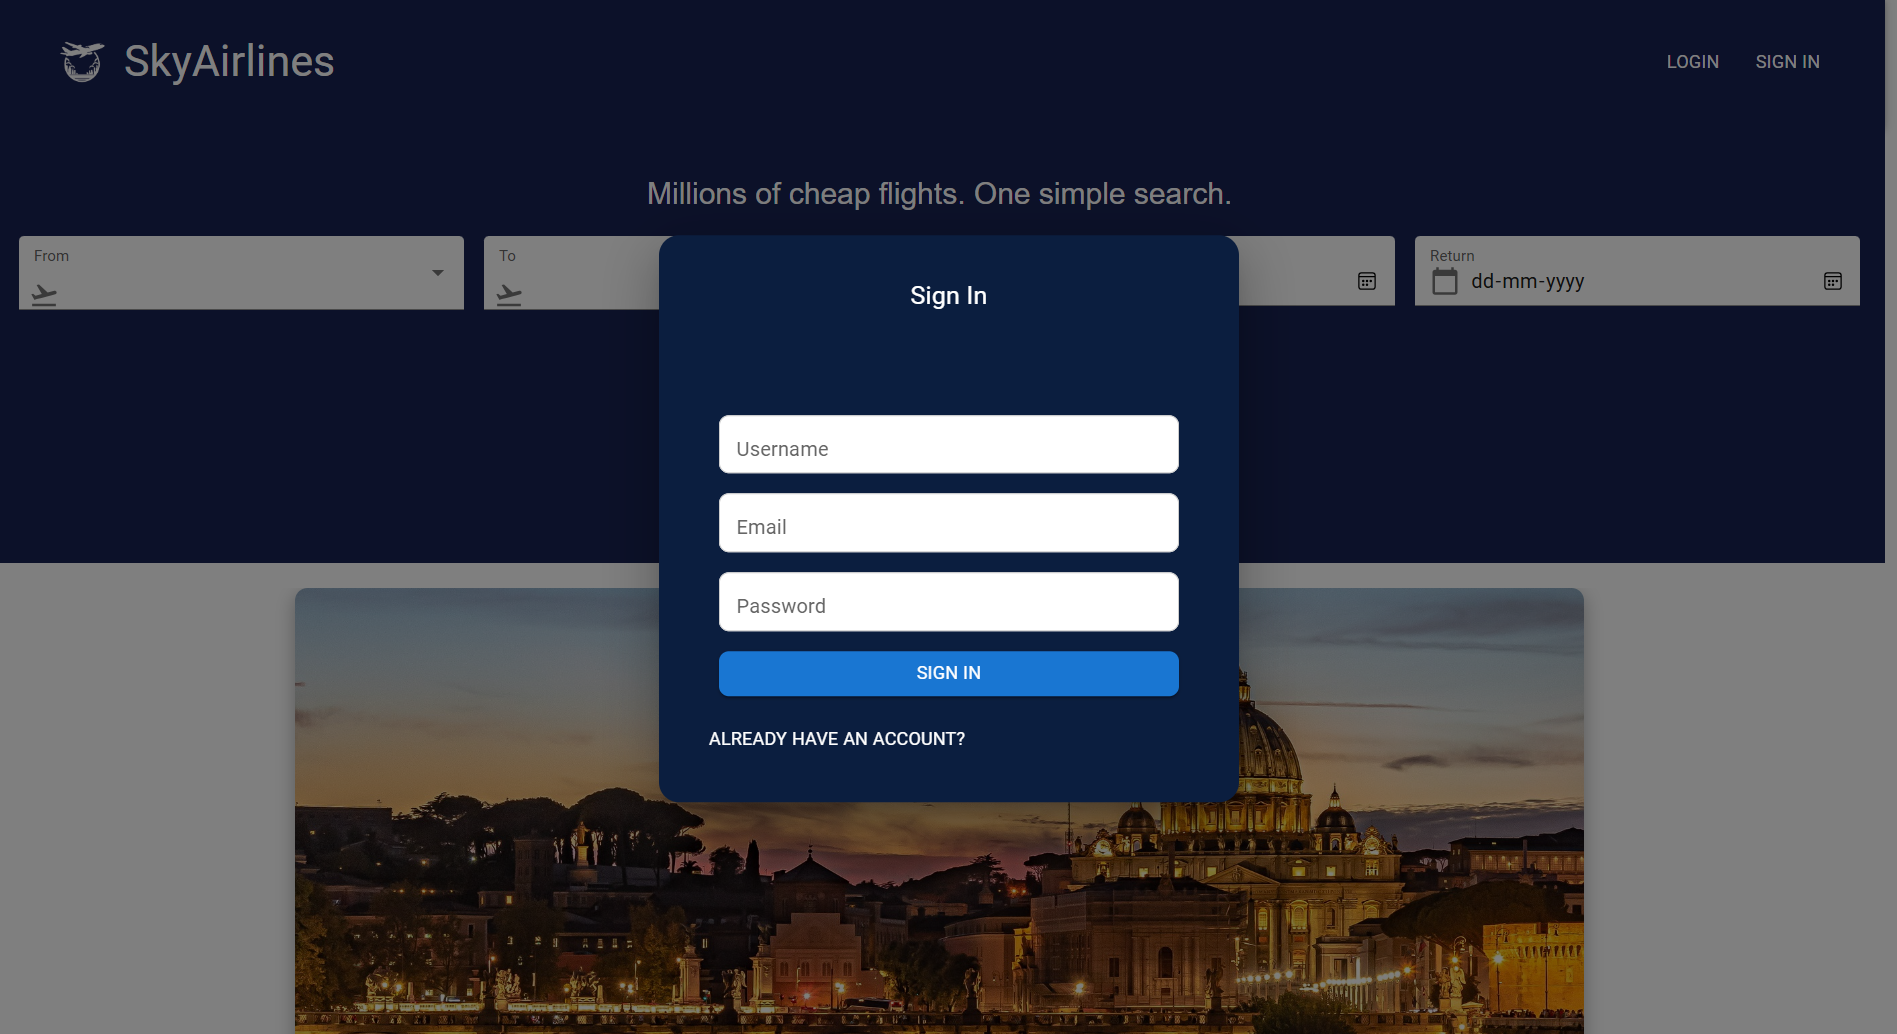 SkyAirlines
LOGIN
SIGN IN
Millions of cheap flights. One simple search.
From
To
Return
dd-mm-yyyy
Sign In
Username
Email
Password
SIGN IN
ALREADY HAVE AN ACCOUNT?